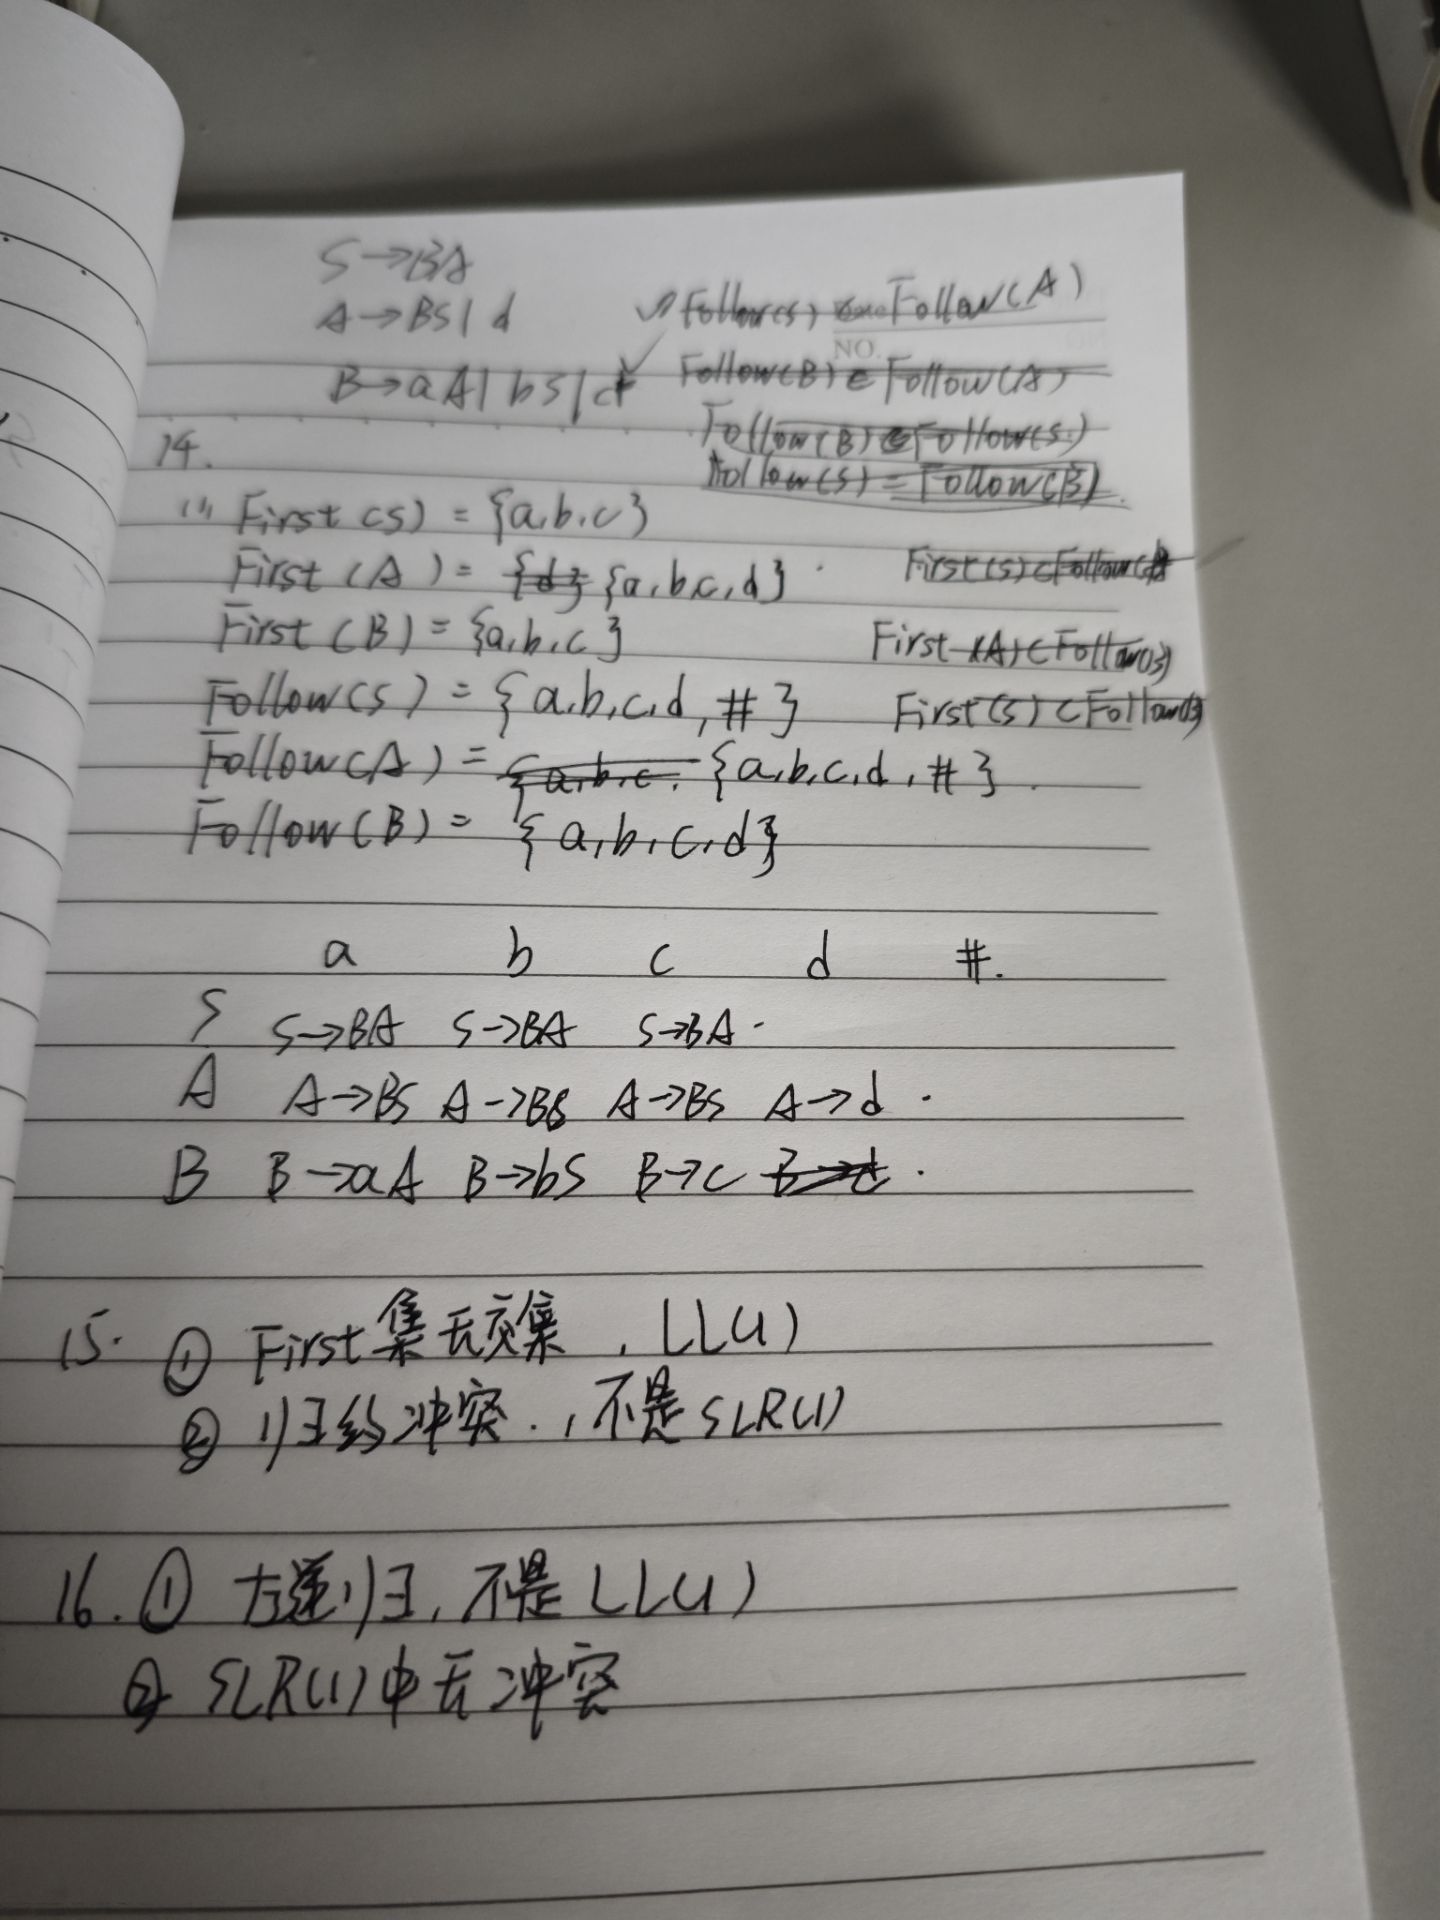 S→BA
A→BS | d
Follow(S) Follow(A)
NO.
B→aA | bS | c
Follow(B) ∈ Follow(A)
Follow(B) ∈ Follow(S)
14.
Follow(S) = Follow(B)
(1) First(S) = {a,b,c}
First(A) = {d} {a,b,c,d}
First(S) ⊂ Follow
First(B) = {a,b,c}
First(A) ⊂ Follow(B)
Follow(S) = {a,b,c,d,#}
First(S) ⊂ Follow(B)
Follow(A) = {a,b,c. {a,b,c,d,#}
Follow(B) = {a,b,c,d}
a b c d #.
S S→BA S→BA S→BA
A A→BS A→BS A→BS A→d
B B→aA B→bS B→c B→d
15. ① First集无交集，LL(1)
② 归约冲突，不是SLR(1)
16. ① 左递归，不是LL(1)
② SLR(1)中无冲突